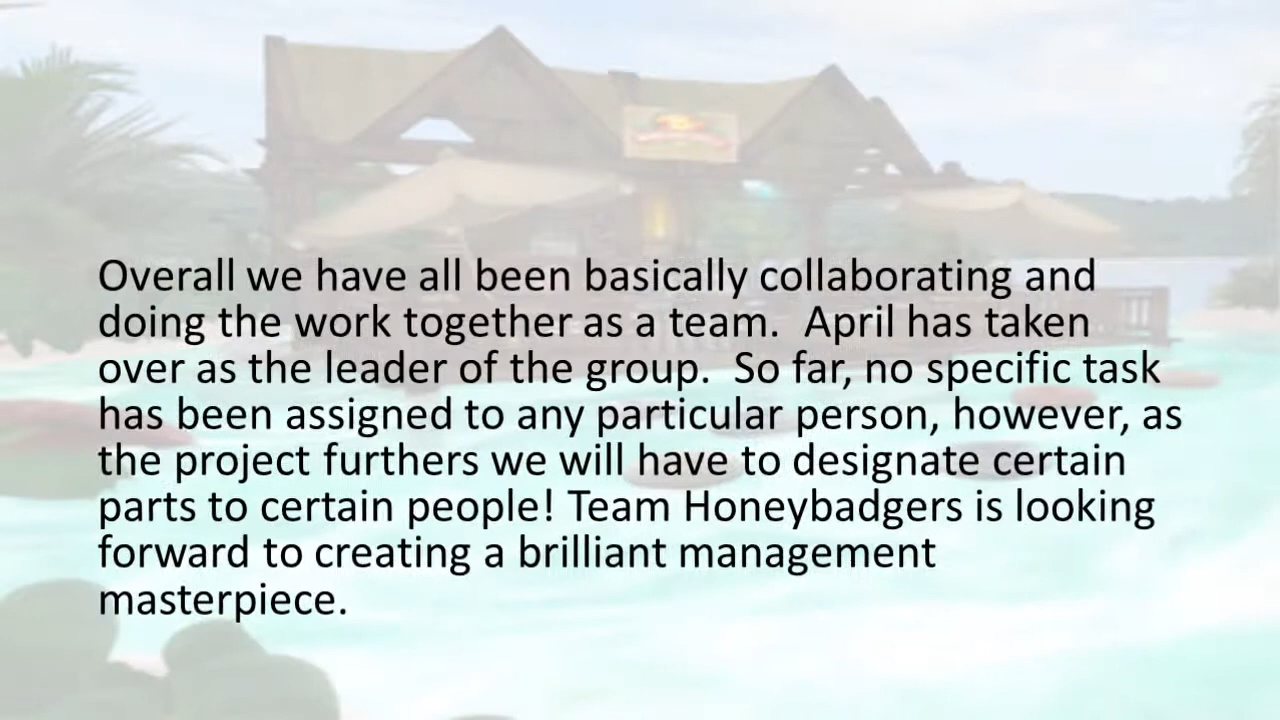 Overall we have all been basically collaborating and
doing the work together as a team.  April has taken
over as the leader of the group.  So far, no specific task
has been assigned to any particular person, however, as
the project furthers we will have to designate certain
parts to certain people! Team Honeybadgers is looking
forward to creating a brilliant management
masterpiece.